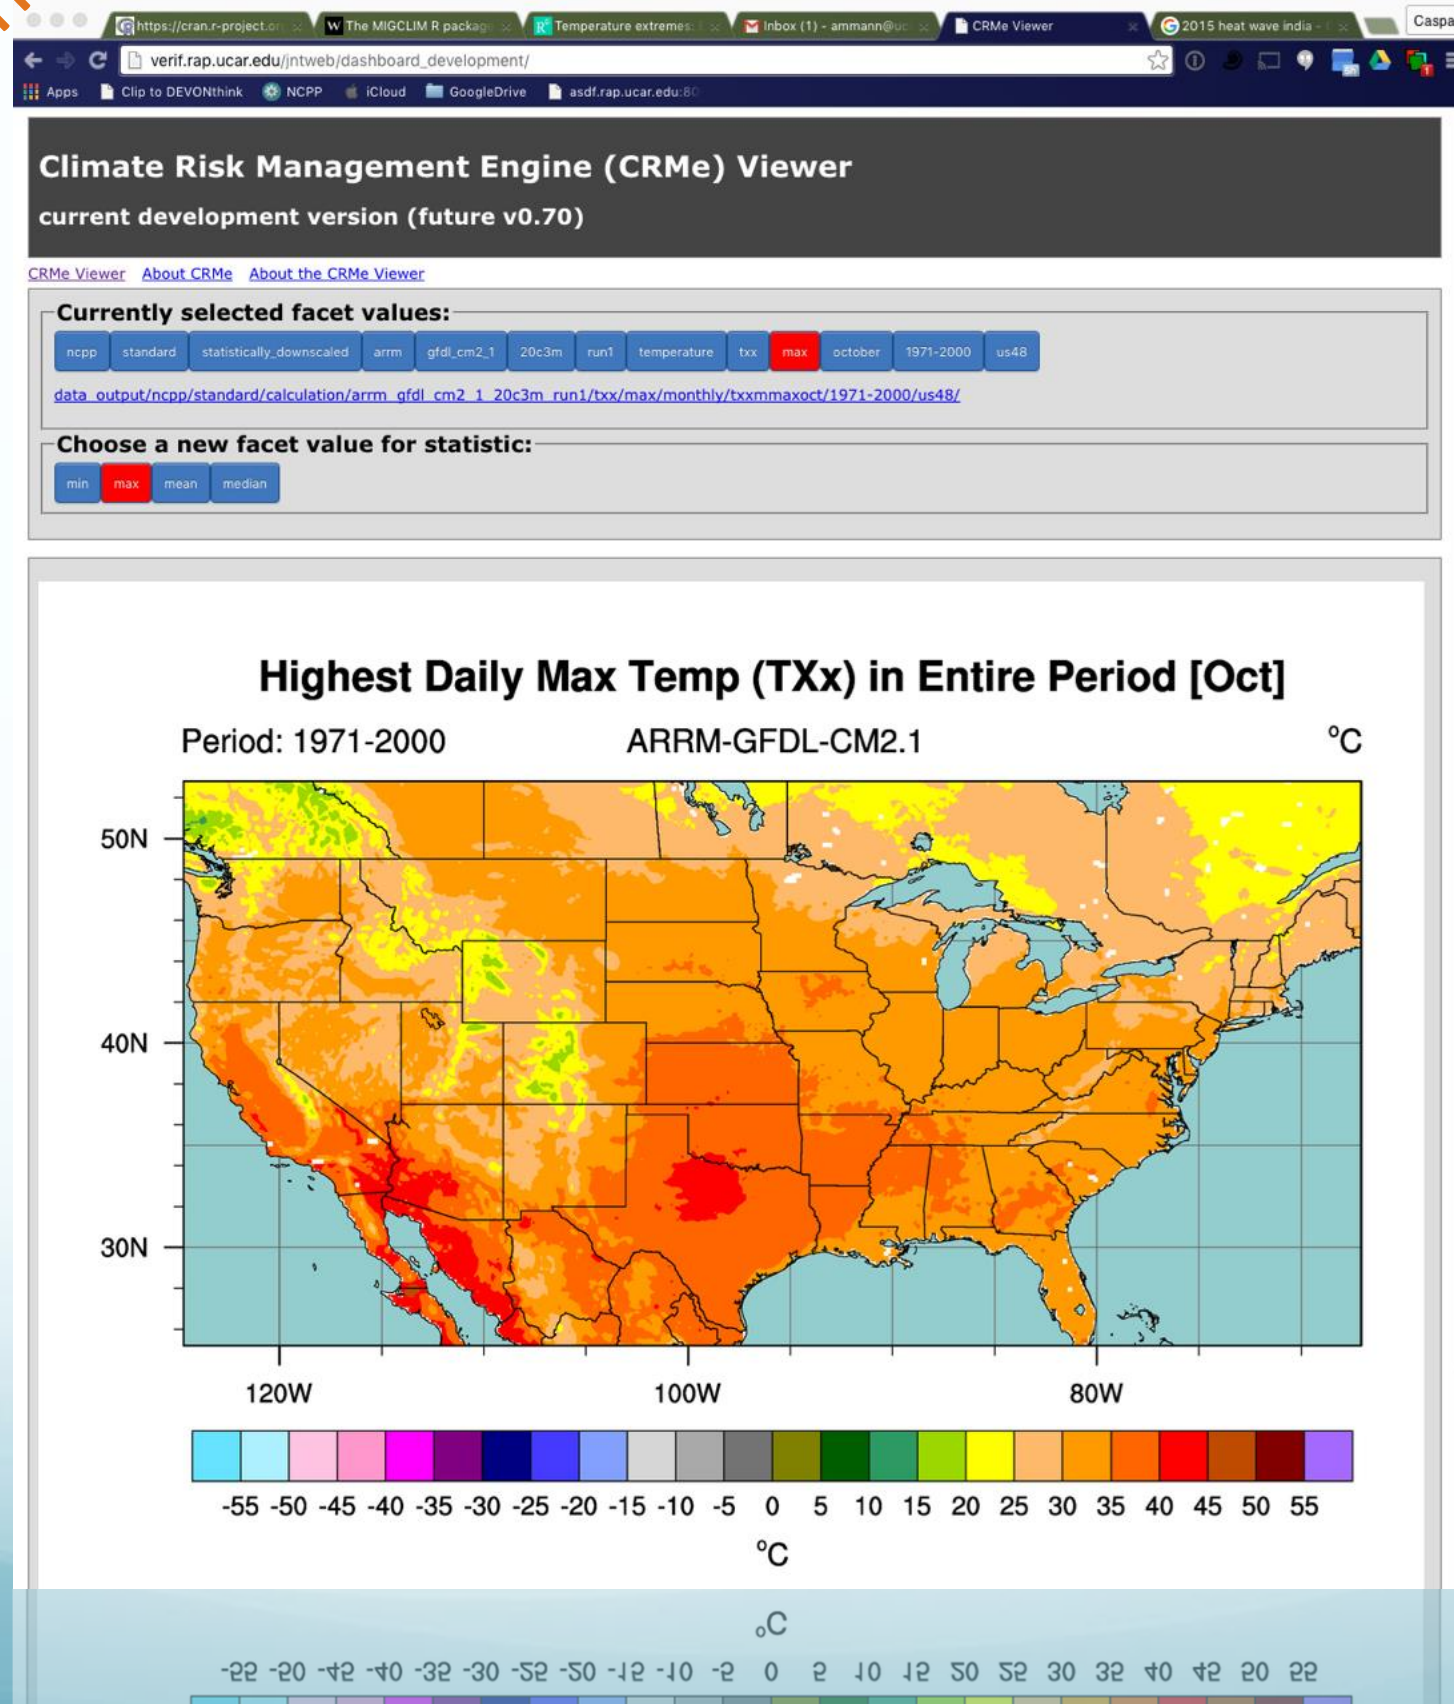 https://cran.r-project.or
The MIGCLIM R package
Temperature extremes:
Inbox (1) - ammann@uc
CRMe Viewer
2015 heat wave india -
Caspa
verif.rap.ucar.edu/jntweb/dashboard_development/
Apps Clip to DEVONthink NCPP iCloud GoogleDrive asdf.rap.ucar.edu:80
Climate Risk Management Engine (CRMe) Viewer
current development version (future v0.70)
CRMe Viewer About CRMe About the CRMe Viewer
Currently selected facet values:
ncpp standard statistically_downscaled arrm gfdl_cm2_1 20c3m run1 temperature txx max october 1971-2000 us48
data_output/ncpp/standard/calculation/arrm_gfdl_cm2_1_20c3m_run1/txx/max/monthly/txxmmaxoct/1971-2000/us48/
Choose a new facet value for statistic:
min max mean median
Highest Daily Max Temp (TXx) in Entire Period [Oct]
Period: 1971-2000 ARRM-GFDL-CM2.1 °C
50N
40N
30N
120W 100W 80W
-55 -50 -45 -40 -35 -30 -25 -20 -15 -10 -5 0 5 10 15 20 25 30 35 40 45 50 55
°C